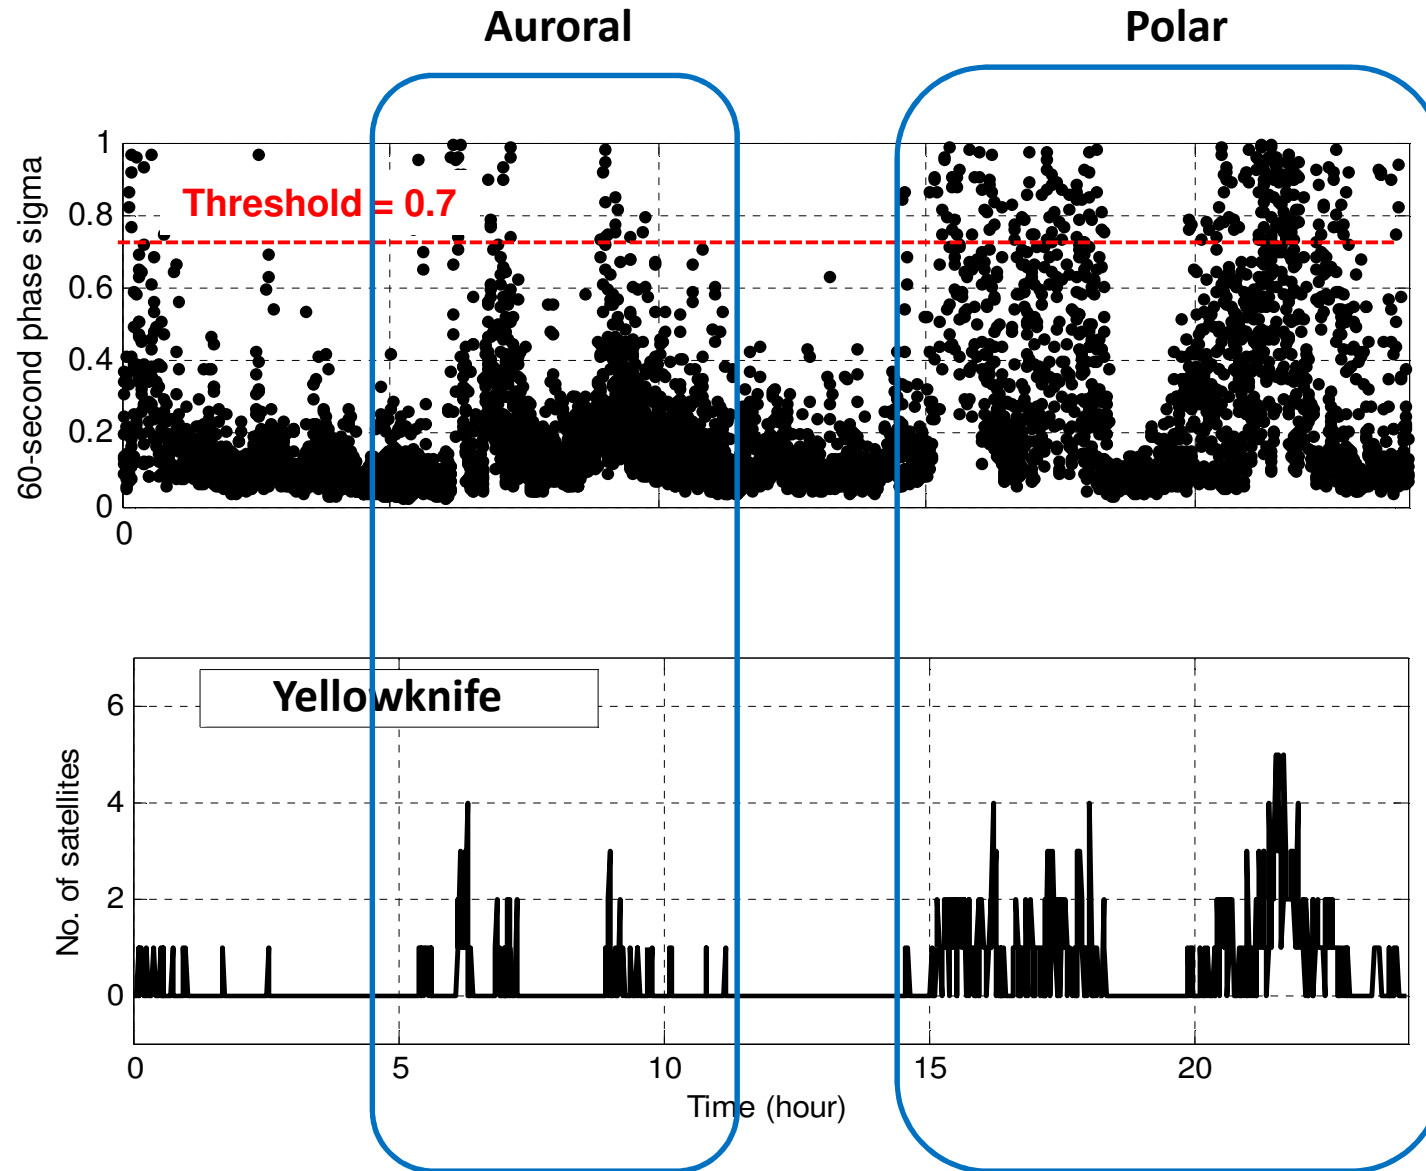 Auroral
Polar
60-second phase sigma
1
0.8
0.6
0.4
0.2
0
0
Threshold = 0.7
Yellowknife
No. of satellites
6
4
2
0
0
5
10
15
20
Time (hour)